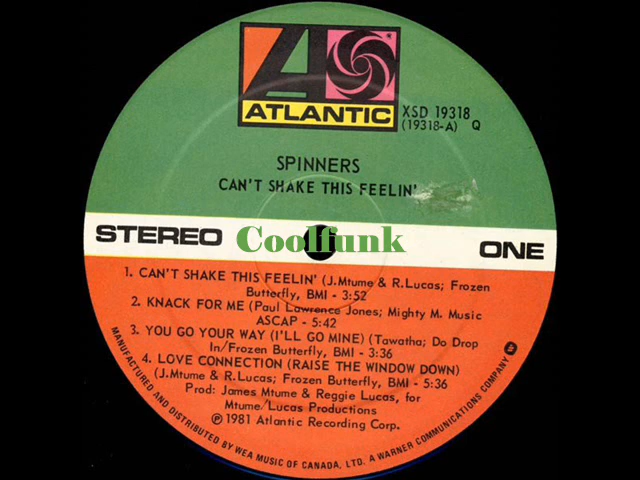 ATLANTIC
XSD 19318
(19318-A) Q
SPINNERS
CAN'T SHAKE THIS FEELIN'
STEREO Coolfunk ONE
1. CAN'T SHAKE THIS FEELIN' (J.Mtume & R.Lucas; Frozen
Butterfly, BMI - 3:52
2. KNACK FOR ME (Paul Lawrence Jones; Mighty M. Music
ASCAP - 5:42
3. YOU GO YOUR WAY (I'LL GO MINE) (Tawatha; Do Drop
In/Frozen Butterfly, BMI - 3:36
4. LOVE CONNECTION (RAISE THE WINDOW DOWN)
(J.Mtume & R.Lucas; Frozen Butterfly, BMI - 5:36
Prod: James Mtume & Reggie Lucas, for
Mtume/Lucas Productions
℗ 1981 Atlantic Recording Corp.
MANUFACTURED AND DISTRIBUTED BY WEA MUSIC OF CANADA, LTD. A WARNER COMMUNICATIONS COMPANY